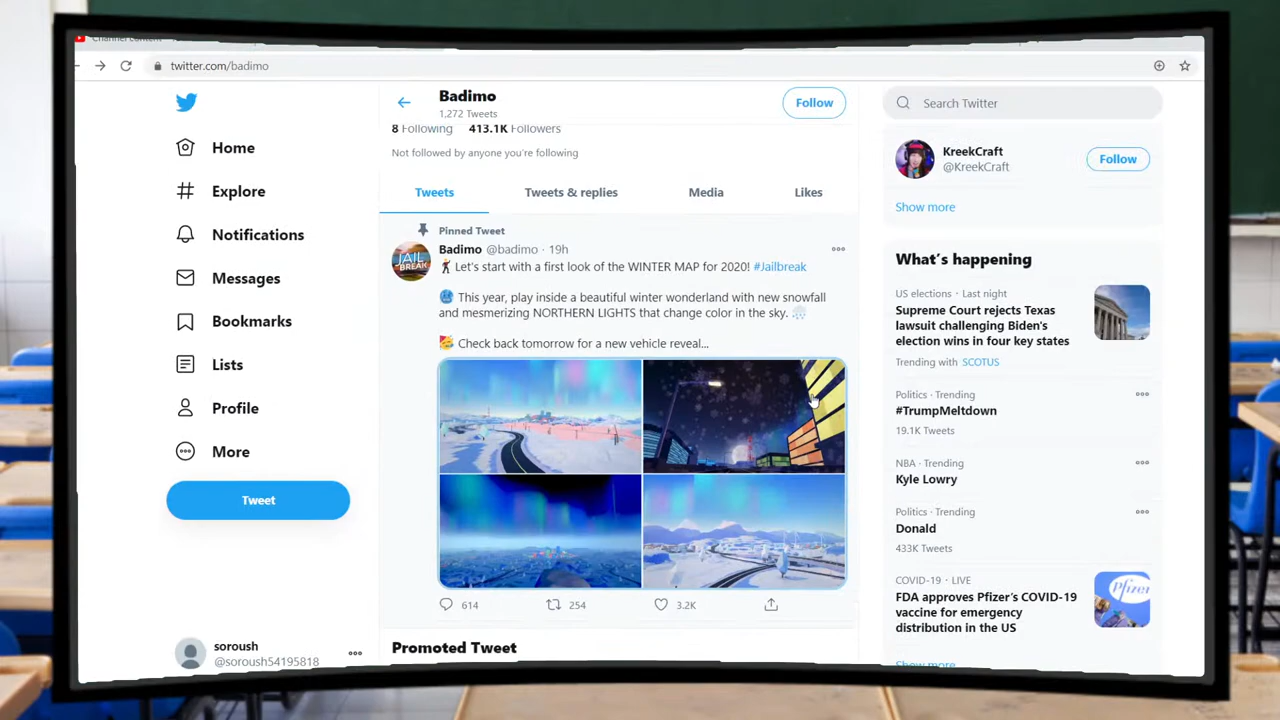 Channel content
twitter.com/badimo
Home
Explore
Notifications
Messages
Bookmarks
Lists
Profile
More
Tweet
soroush
@soroush54195818
Badimo
1,272 Tweets
Follow
8 Following 413.1K Followers
Not followed by anyone you're following
Tweets
Tweets & replies
Media
Likes
Pinned Tweet
JAIL
BREAK
Badimo @badimo · 19h
Let's start with a first look of the WINTER MAP for 2020! #Jailbreak
This year, play inside a beautiful winter wonderland with new snowfall
and mesmerizing NORTHERN LIGHTS that change color in the sky.
Check back tomorrow for a new vehicle reveal...
614
254
3.2K
Promoted Tweet
Search Twitter
KreekCraft
@KreekCraft
Follow
Show more
What's happening
US elections · Last night
Supreme Court rejects Texas
lawsuit challenging Biden's
election wins in four key states
Trending with SCOTUS
Politics · Trending
#TrumpMeltdown
19.1K Tweets
NBA · Trending
Kyle Lowry
Politics · Trending
Donald
433K Tweets
COVID-19 · LIVE
FDA approves Pfizer's COVID-19
vaccine for emergency
distribution in the US
Pfizer
Show more